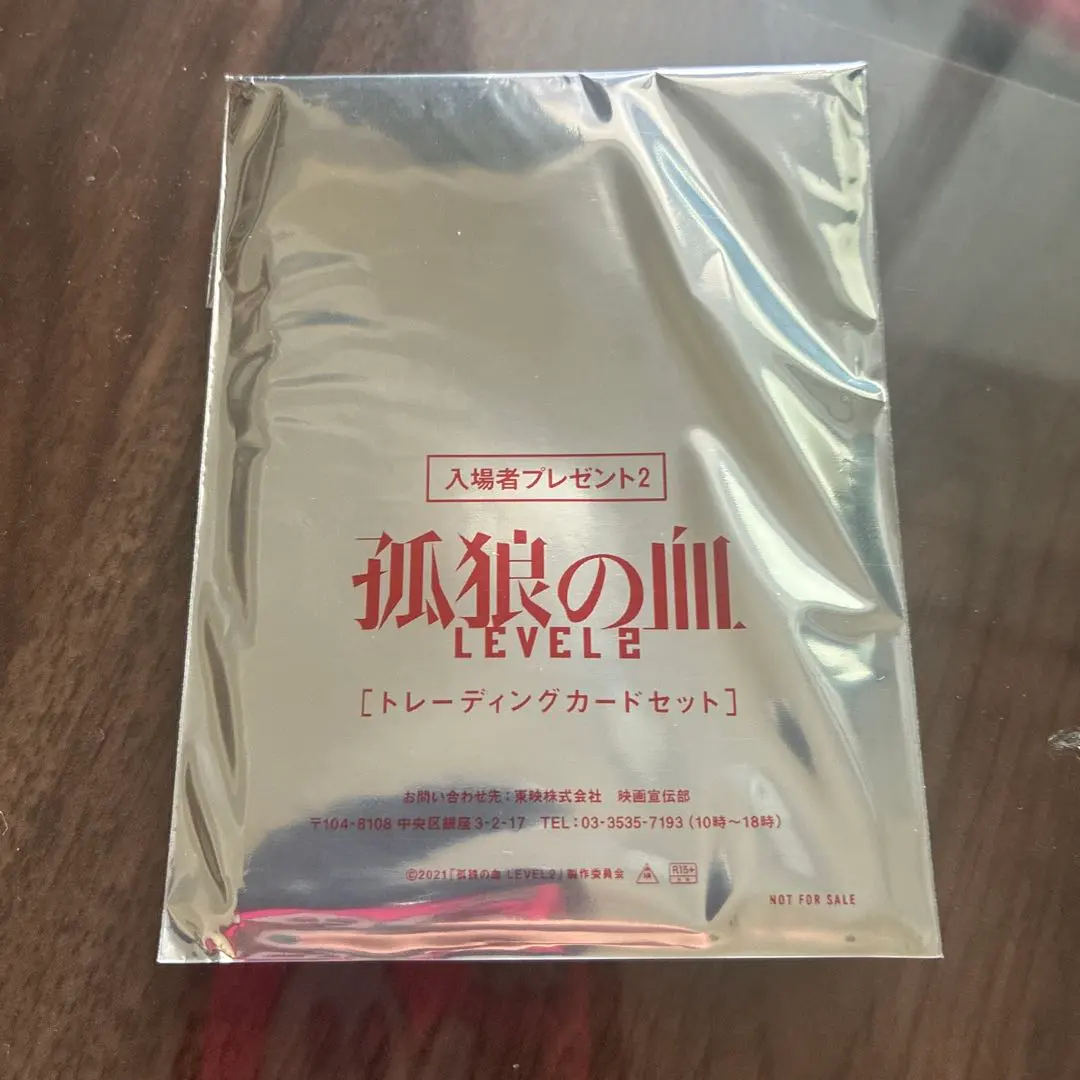 入場者プレゼント2
孤狼の血
LEVEL2
[トレーディングカードセット]
お問い合わせ先:東映株式会社 映画宣伝部
〒104-8108 中央区銀座3-2-17 TEL:03-3535-7193(10時〜18時)
©2021「孤狼の血 LEVEL2」製作委員会 R15+
NOT FOR SALE